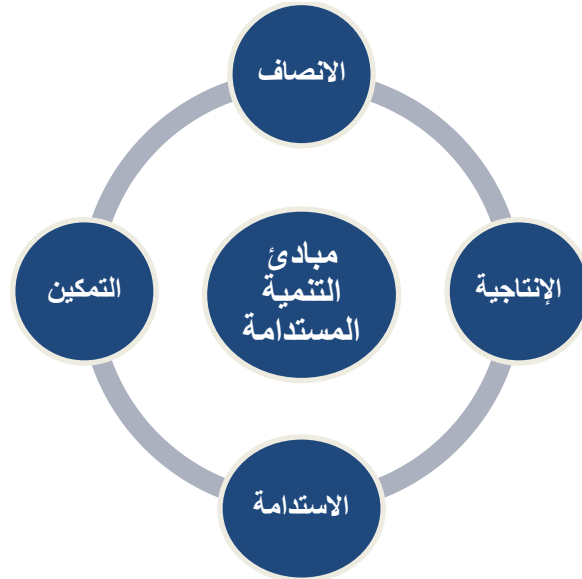 الانصاف
مبادئ
التنمية
المستدامة
الإنتاجية
التمكين
الاستدامة